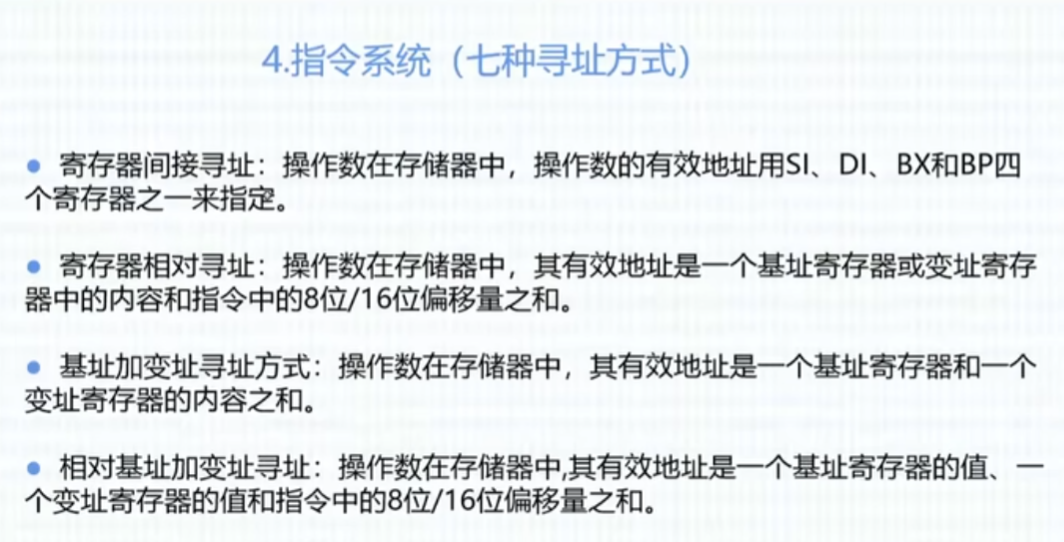 4.指令系统（七种寻址方式）
● 寄存器间接寻址：操作数在存储器中，操作数的有效地址用SI、DI、BX和BP四
个寄存器之一来指定。
● 寄存器相对寻址：操作数在存储器中，其有效地址是一个基址寄存器或变址寄存
器中的内容和指令中的8位/16位偏移量之和。
● 基址加变址寻址方式：操作数在存储器中，其有效地址是一个基址寄存器和一个
变址寄存器的内容之和。
● 相对基址加变址寻址：操作数在存储器中,其有效地址是一个基址寄存器的值、一
个变址寄存器的值和指令中的8位/16位偏移量之和。